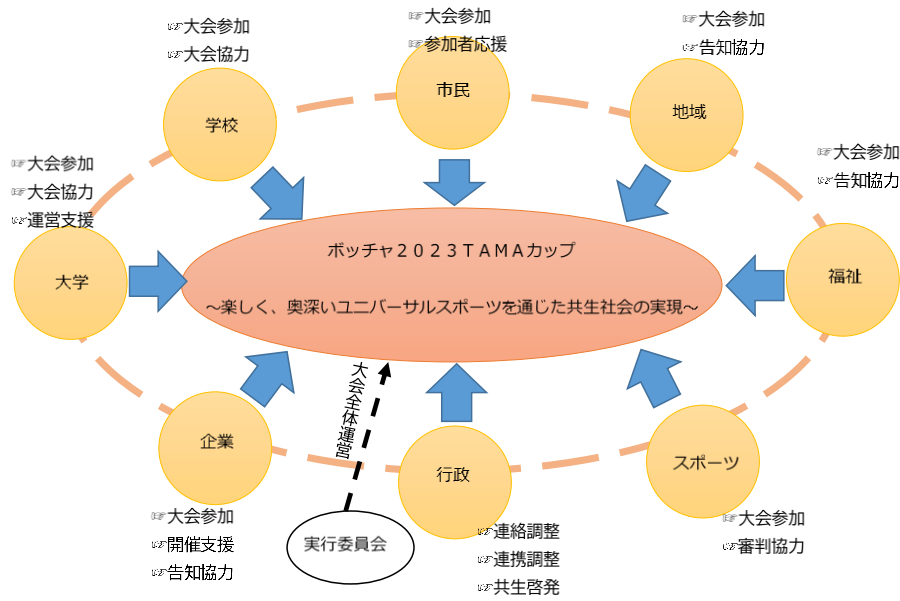 ☞大会参加
☞大会協力
学校
☞大会参加
☞参加者応援
市民
☞大会参加
☞告知協力
地域
☞大会参加
☞大会協力
☞運営支援
大学
☞大会参加
☞告知協力
福祉
ボッチャ2023TAMAカップ
～楽しく、奥深いユニバーサルスポーツを通じた共生社会の実現～
企業
☞大会参加
☞開催支援
☞告知協力
大会全体運営
実行委員会
行政
☞連絡調整
☞連携調整
☞共生啓発
スポーツ
☞大会参加
☞審判協力